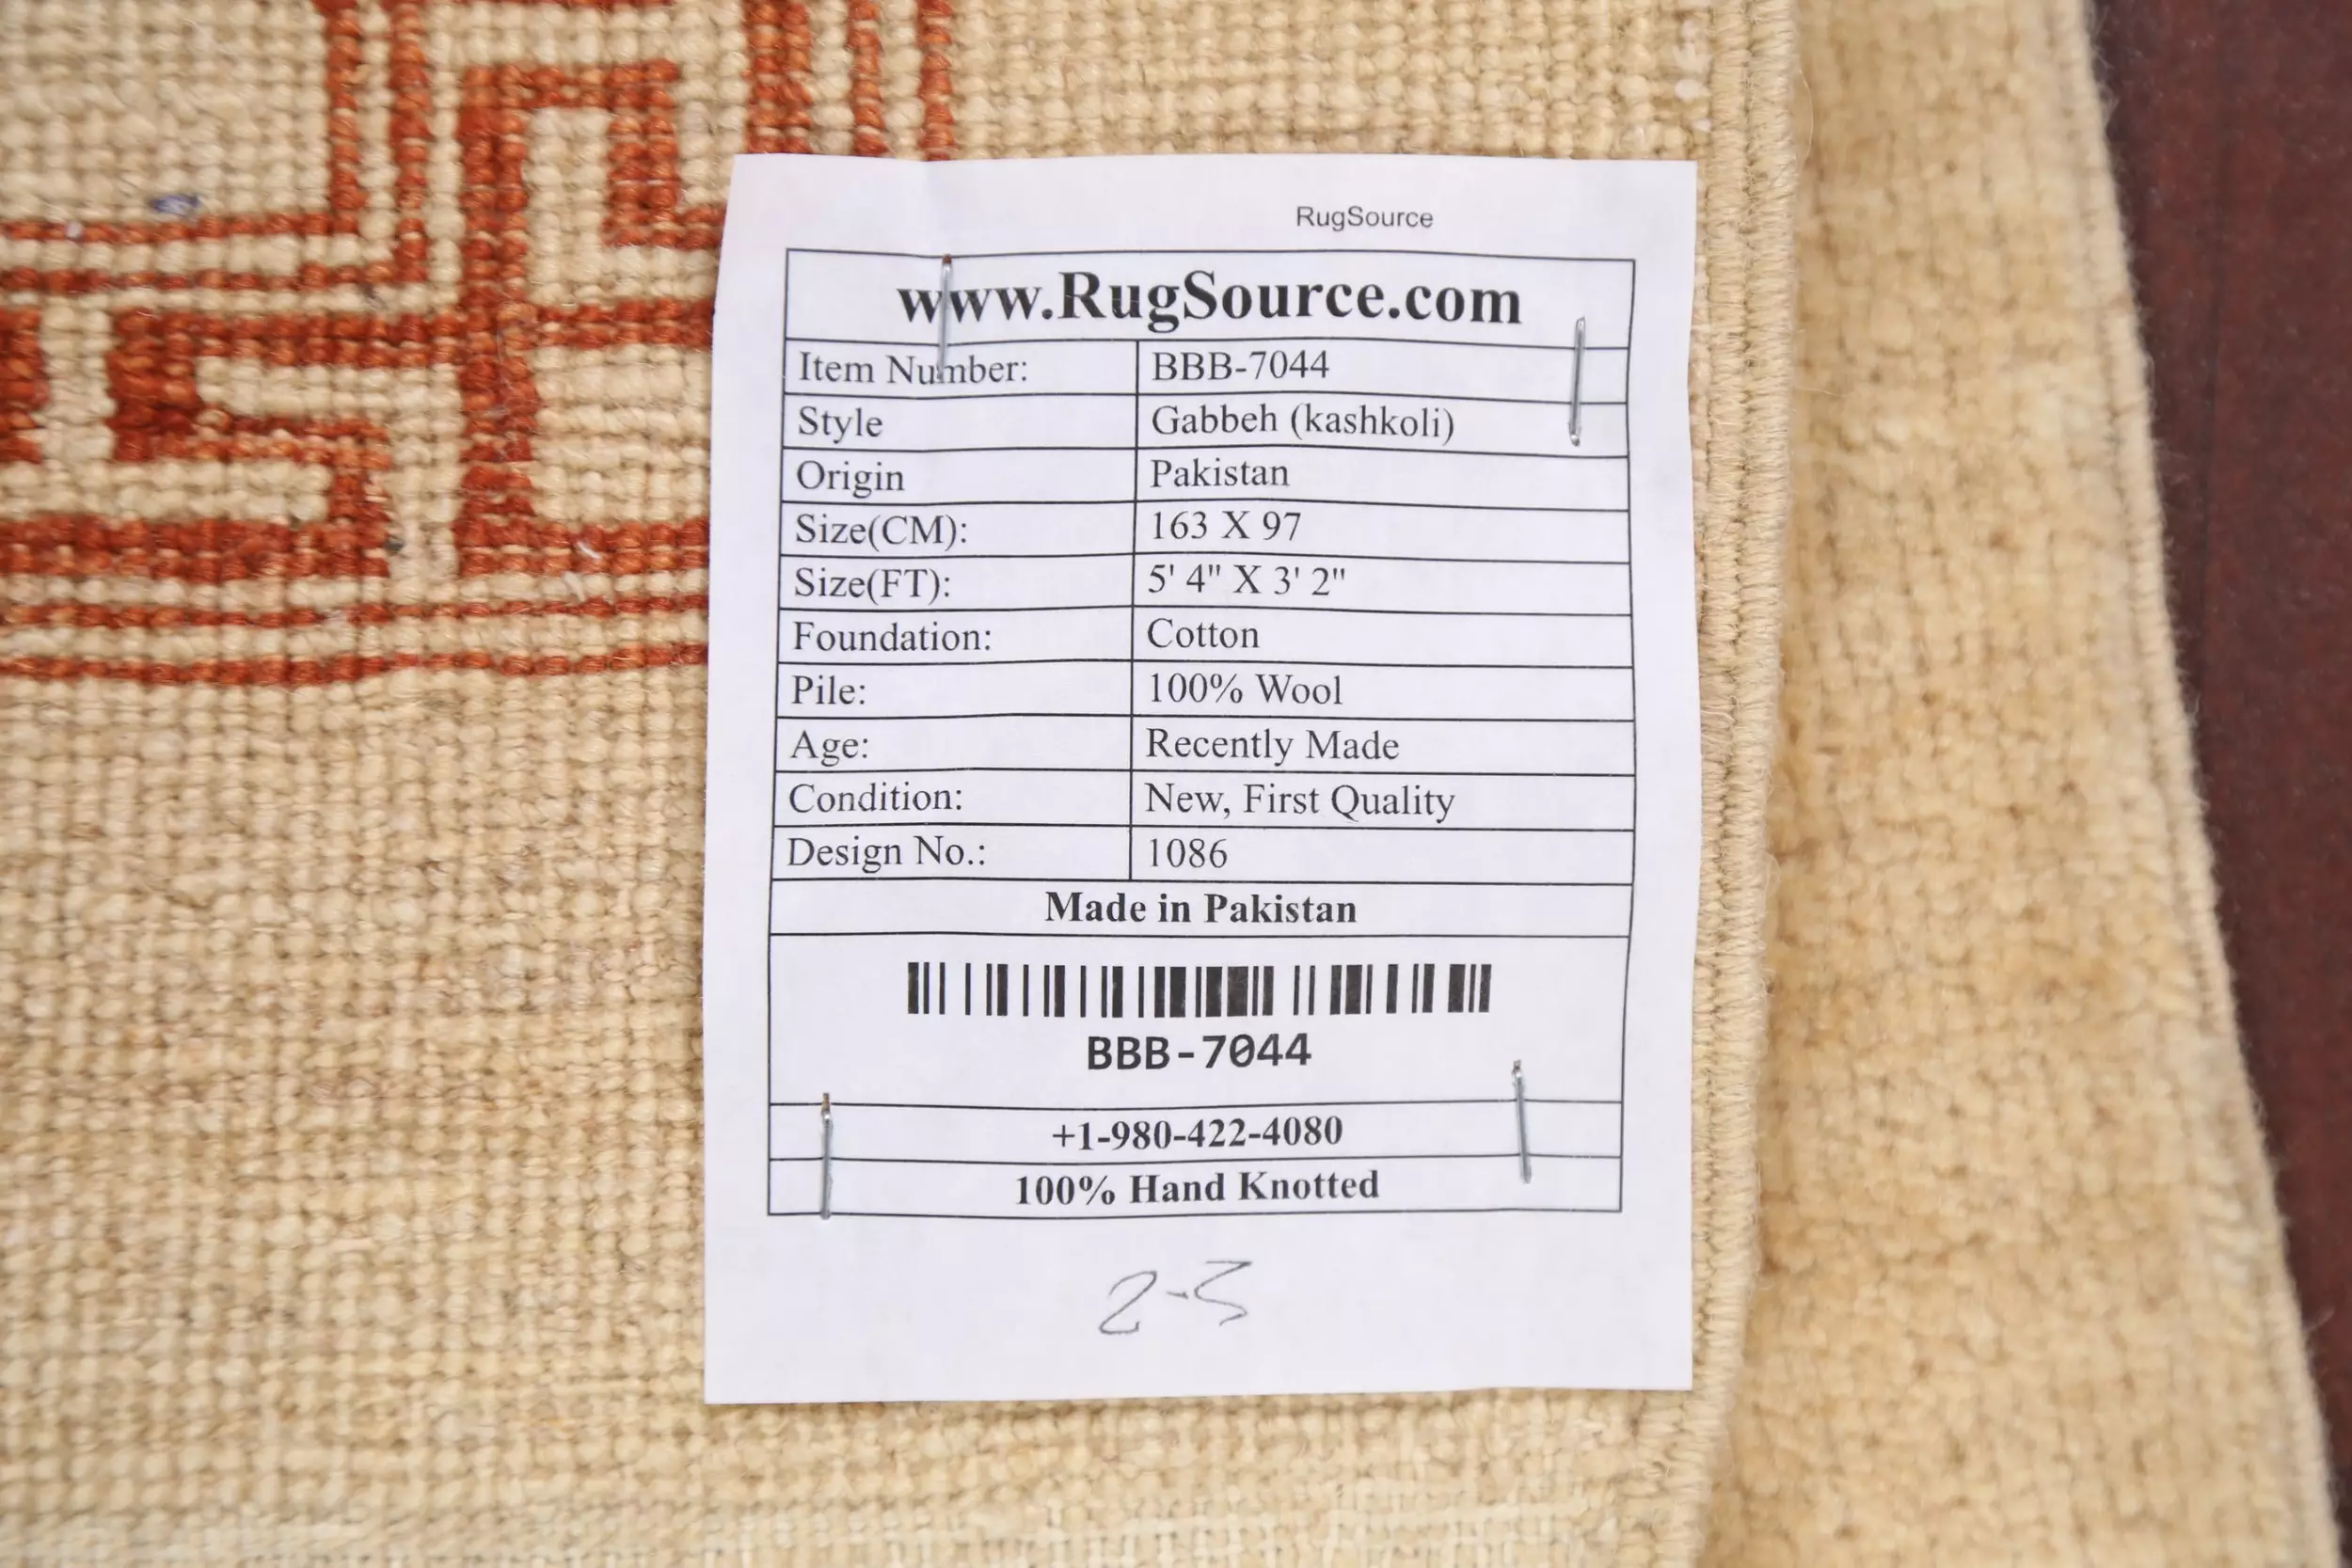 RugSource
www.RugSource.com
Item Number: BBB-7044
Style Gabbeh (kashkoli)
Origin Pakistan
Size(CM): 163 X 97
Size(FT): 5' 4" X 3' 2"
Foundation: Cotton
Pile: 100% Wool
Age: Recently Made
Condition: New, First Quality
Design No.: 1086
Made in Pakistan
BBB-7044
+1-980-422-4080
100% Hand Knotted